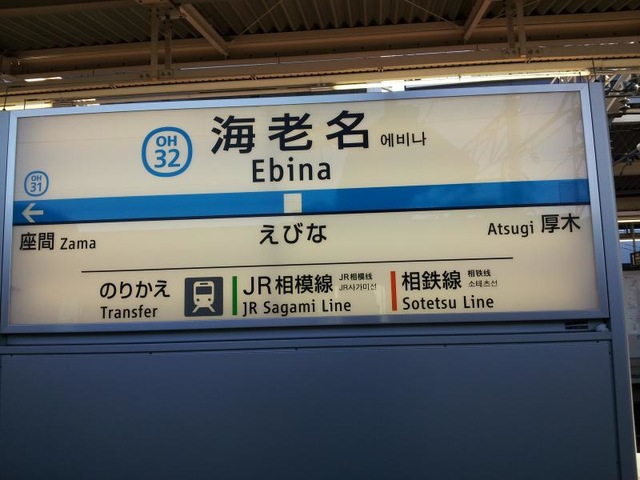 OH
32
海老名 에비나
Ebina
OH
31
座間 Zama
えびな
Atsugi 厚木
のりかえ
Transfer
JR相模線
JR相模线
JR사가미선
JR Sagami Line
相鉄線
相铁线
소테츠선
Sotetsu Line